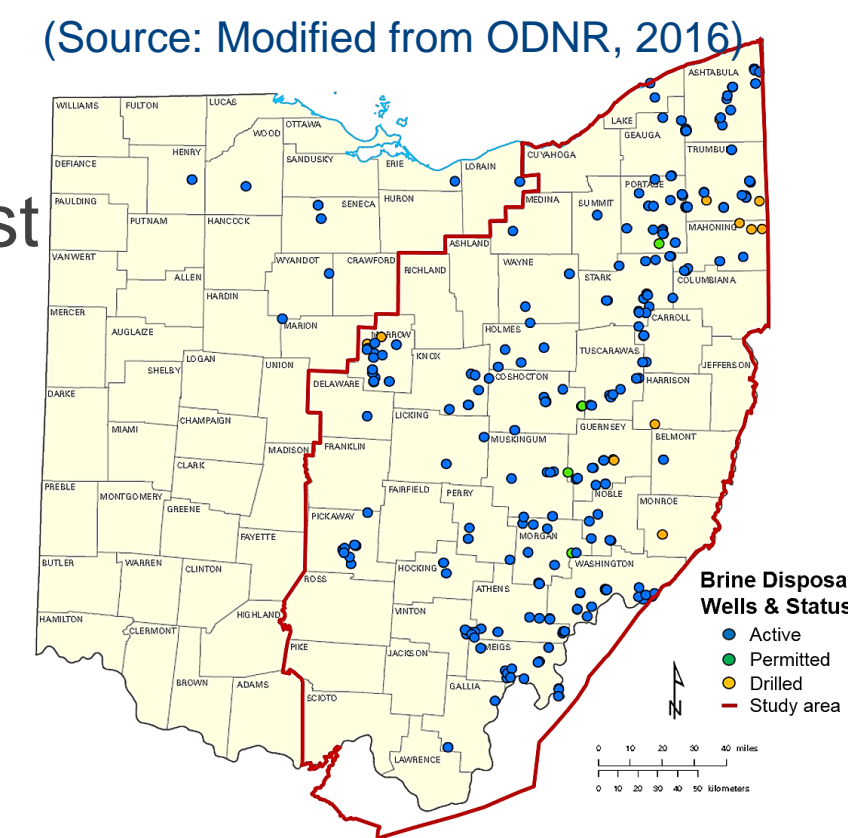 (Source: Modified from ODNR, 2016)
st
WILLIAMS
FULTON
LUCAS
OTTAWA
WOOD
HENRY
DEFIANCE
SANDUSKY
ERIE
LORAIN
CUYAHOGA
LAKE
ASHTABULA
GEAUGA
TRUMBU
PAULDING
PUTNAM
HANCOCK
SENECA
HURON
MEDINA
SUMMIT
PORTAGE
MAHONING
VANWERT
ALLEN
WYANDOT
CRAWFORD
RICHLAND
ASHLAND
WAYNE
STARK
COLUMBIANA
MERCER
AUGLAIZE
HARDIN
MARION
HOLMES
CARROLL
TUSCARAWAS
JEFFERSON
SHELBY
LOGAN
UNION
DELAWARE
KNOX
COSHOCTON
HARRISON
DARKE
MIAMI
CHAMPAIGN
CLARK
MADISON
FRANKLIN
LICKING
MUSKINGUM
GUERNSEY
BELMONT
PREBLE
MONTGOMERY
GREENE
FAYETTE
PICKAWAY
FAIRFIELD
PERRY
NOBLE
MONROE
MORGAN
BUTLER
WARREN
CLINTON
ROSS
HOCKING
ATHENS
WASHINGTON
HAMILTON
CLERMONT
HIGHLAND
VINTON
BROWN
ADAMS
PIKE
JACKSON
MEIGS
SCIOTO
GALLIA
LAWRENCE
Brine Disposa
Wells & Status
Active
Permitted
Drilled
Study area
N
0 10 20 30 40 miles
0 10 20 30 40 50 kilometers